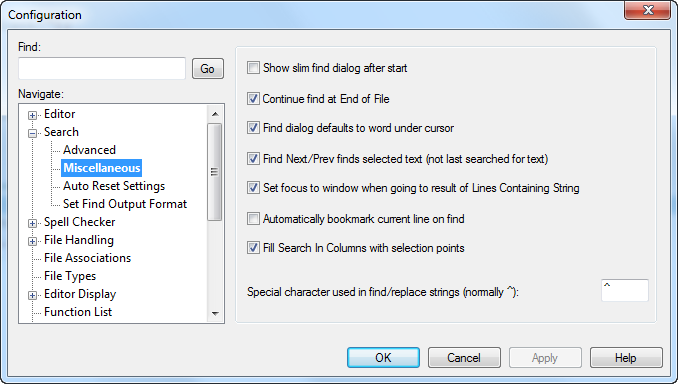 Configuration
Find:
Go
Navigate:
Editor
Search
Advanced
Miscellaneous
Auto Reset Settings
Set Find Output Format
Spell Checker
File Handling
File Associations
File Types
Editor Display
Function List
Show slim find dialog after start
Continue find at End of File
Find dialog defaults to word under cursor
Find Next/Prev finds selected text (not last searched for text)
Set focus to window when going to result of Lines Containing String
Automatically bookmark current line on find
Fill Search In Columns with selection points
Special character used in find/replace strings (normally ^): ^
OK Cancel Apply Help